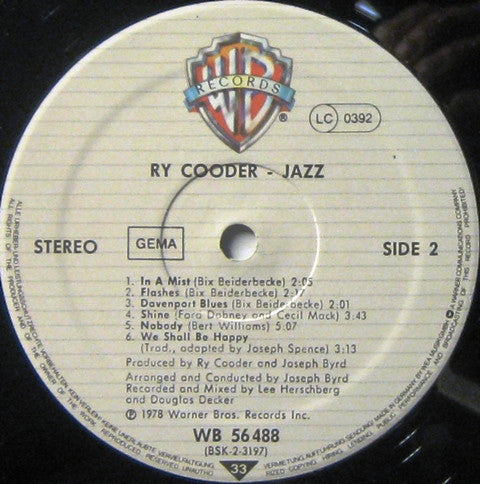 WB
RECORDS
®
LC 0392
RY COODER - JAZZ
STEREO
GEMA
SIDE 2
1. In A Mist (Bix Beiderbecke) 2:05
2. Flashes (Bix Beiderbecke) 2:17
3. Davenport Blues (Bix Beiderbecke) 2:01
4. Shine (Ford Dabney and Cecil Mack) 3:43
5. Nobody (Bert Williams) 5:07
6. We Shall Be Happy
(Trad., adapted by Joseph Spence) 3:13
Produced by Ry Cooder and Joseph Byrd
Arranged and Conducted by Joseph Byrd
Recorded and Mixed by Lee Herschberg
and Douglas Decker
℗ 1978 Warner Bros. Records Inc.
WB 56 488
(BSK-2-3197)
33